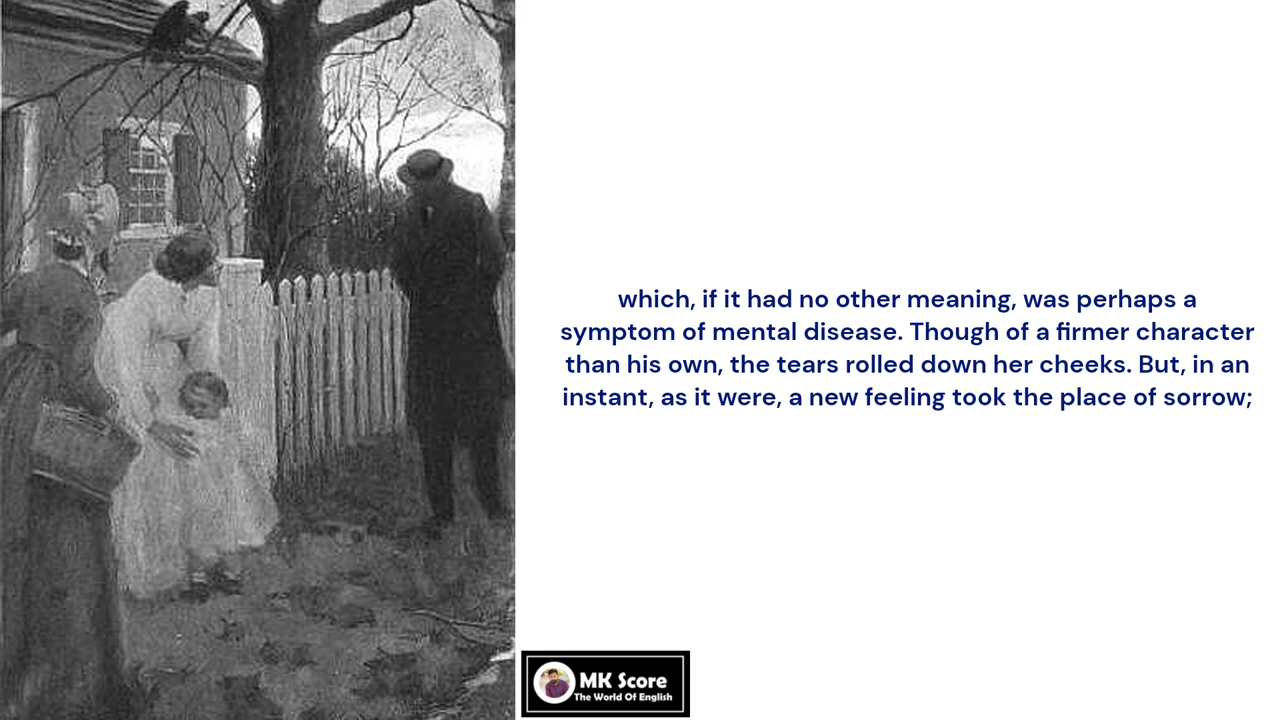 which, if it had no other meaning, was perhaps a
symptom of mental disease. Though of a firmer character
than his own, the tears rolled down her cheeks. But, in an
instant, as it were, a new feeling took the place of sorrow;
MK Score
The World Of English